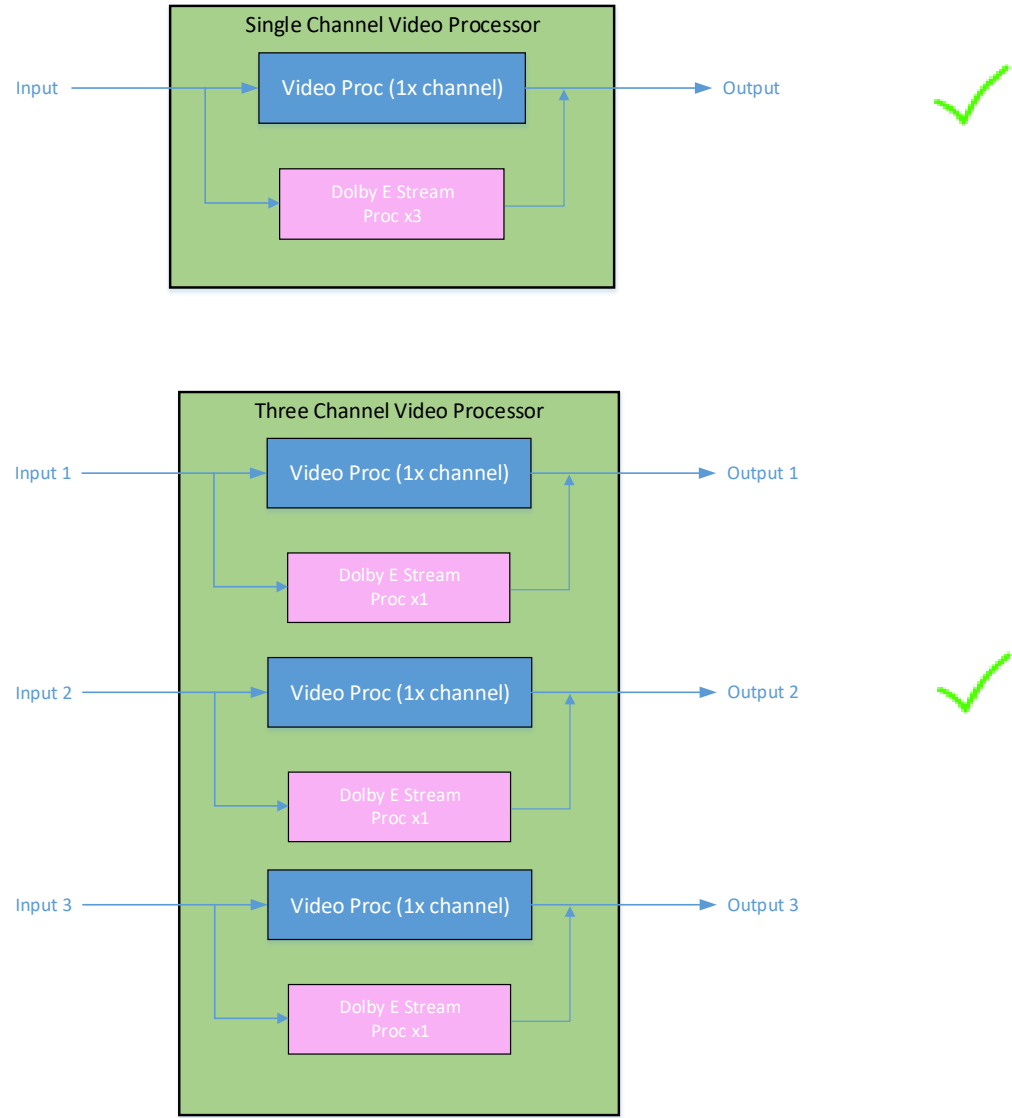 Single Channel Video Processor
Input
Video Proc (1x channel)
Output
Dolby E Stream
Proc x3
Three Channel Video Processor
Input 1
Video Proc (1x channel)
Output 1
Dolby E Stream
Proc x1
Input 2
Video Proc (1x channel)
Output 2
Dolby E Stream
Proc x1
Input 3
Video Proc (1x channel)
Output 3
Dolby E Stream
Proc x1